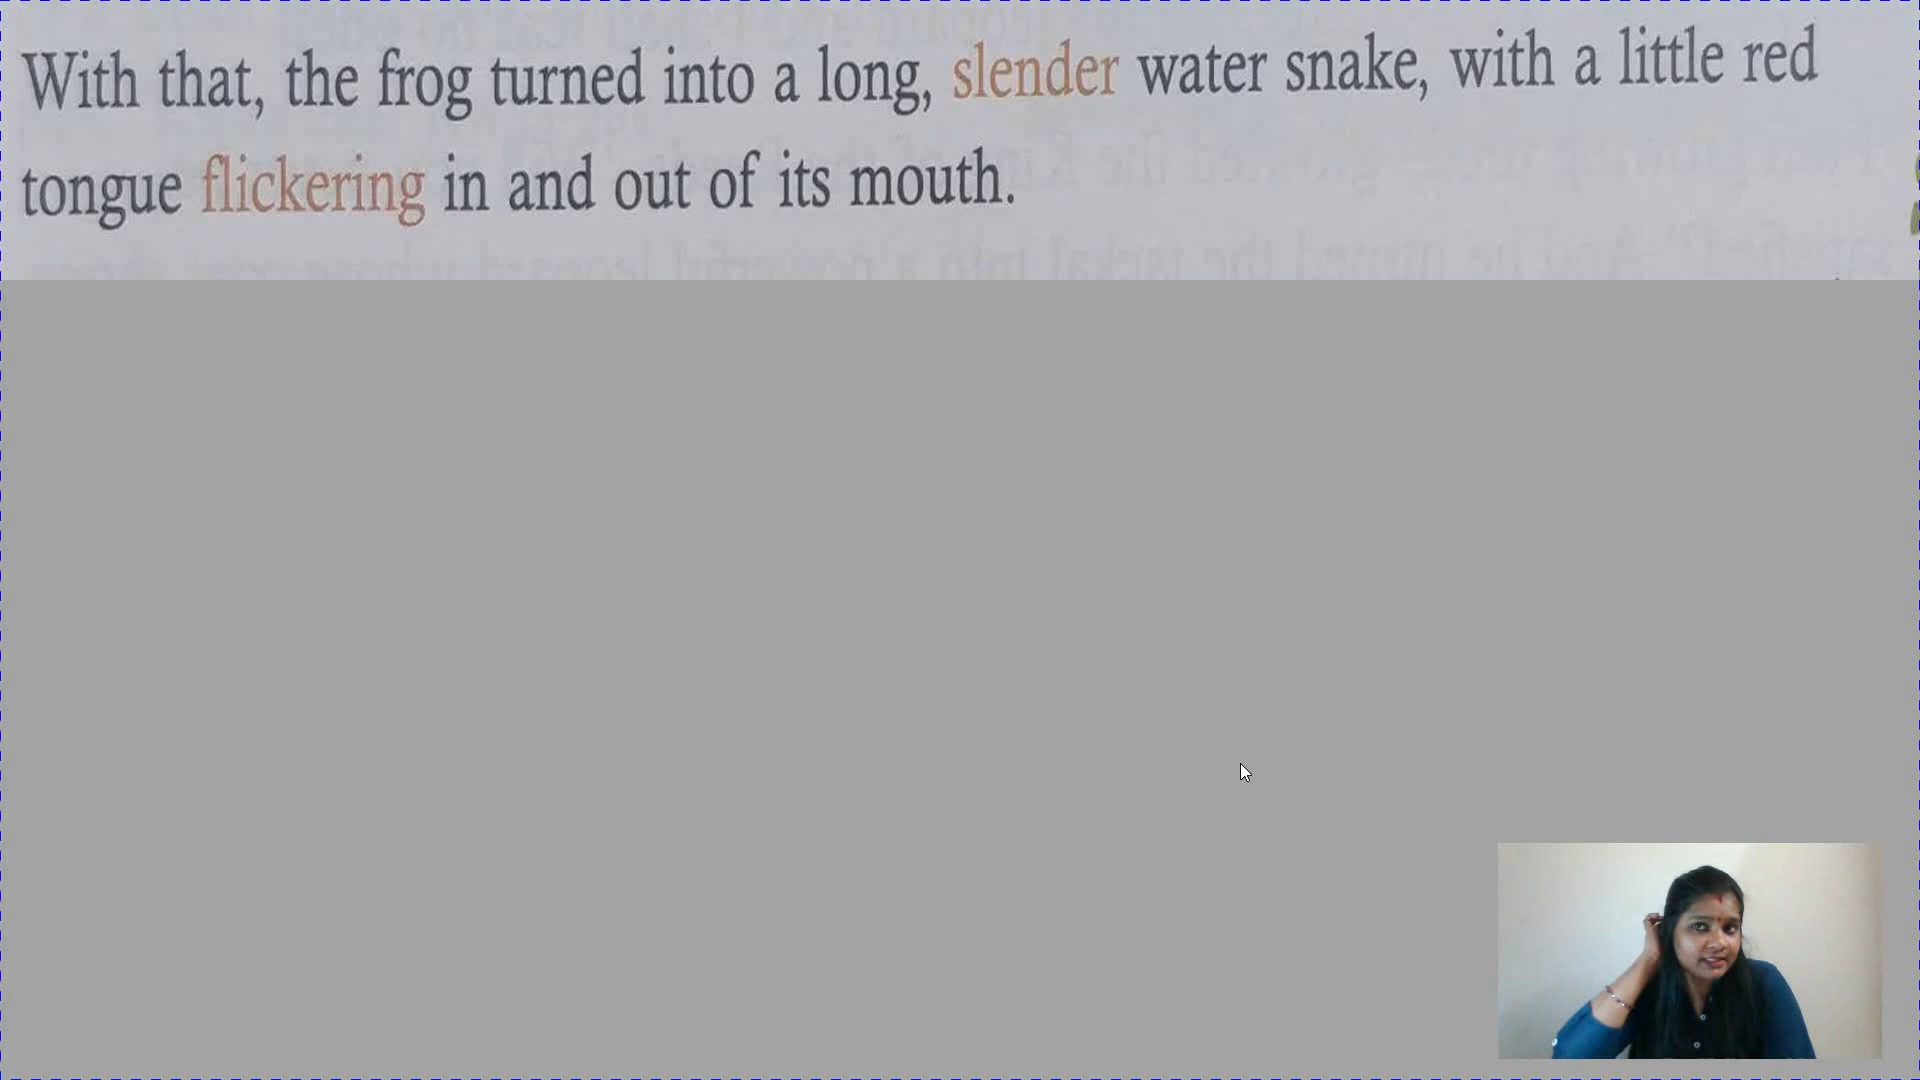 With that, the frog turned into a long, slender water snake, with a little red
tongue flickering in and out of its mouth.